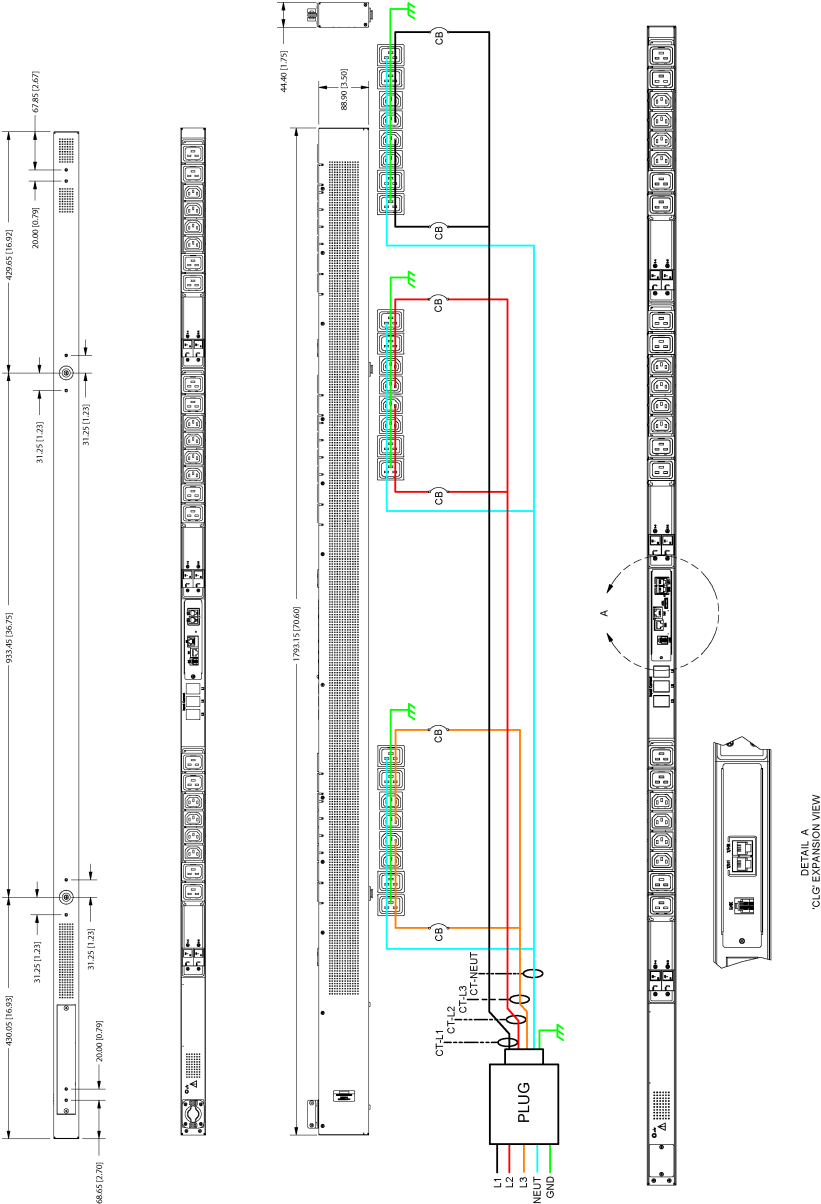 44.40 [1.75]
88.90 [3.50]
67.85 [2.67]
20.00 [0.79]
429.65 [16.92]
31.25 [1.23]
31.25 [1.23]
933.45 [36.75]
1793.15 [70.60]
31.25 [1.23]
31.25 [1.23]
430.05 [16.93]
20.00 [0.79]
68.65 [2.70]
CB
CB
CB
CB
CB
CB
CT-NEUT
CT-L3
CT-L2
CT-L1
PLUG
L1
L2
L3
NEUT
GND
A
DETAIL A
'CLG' EXPANSION VIEW